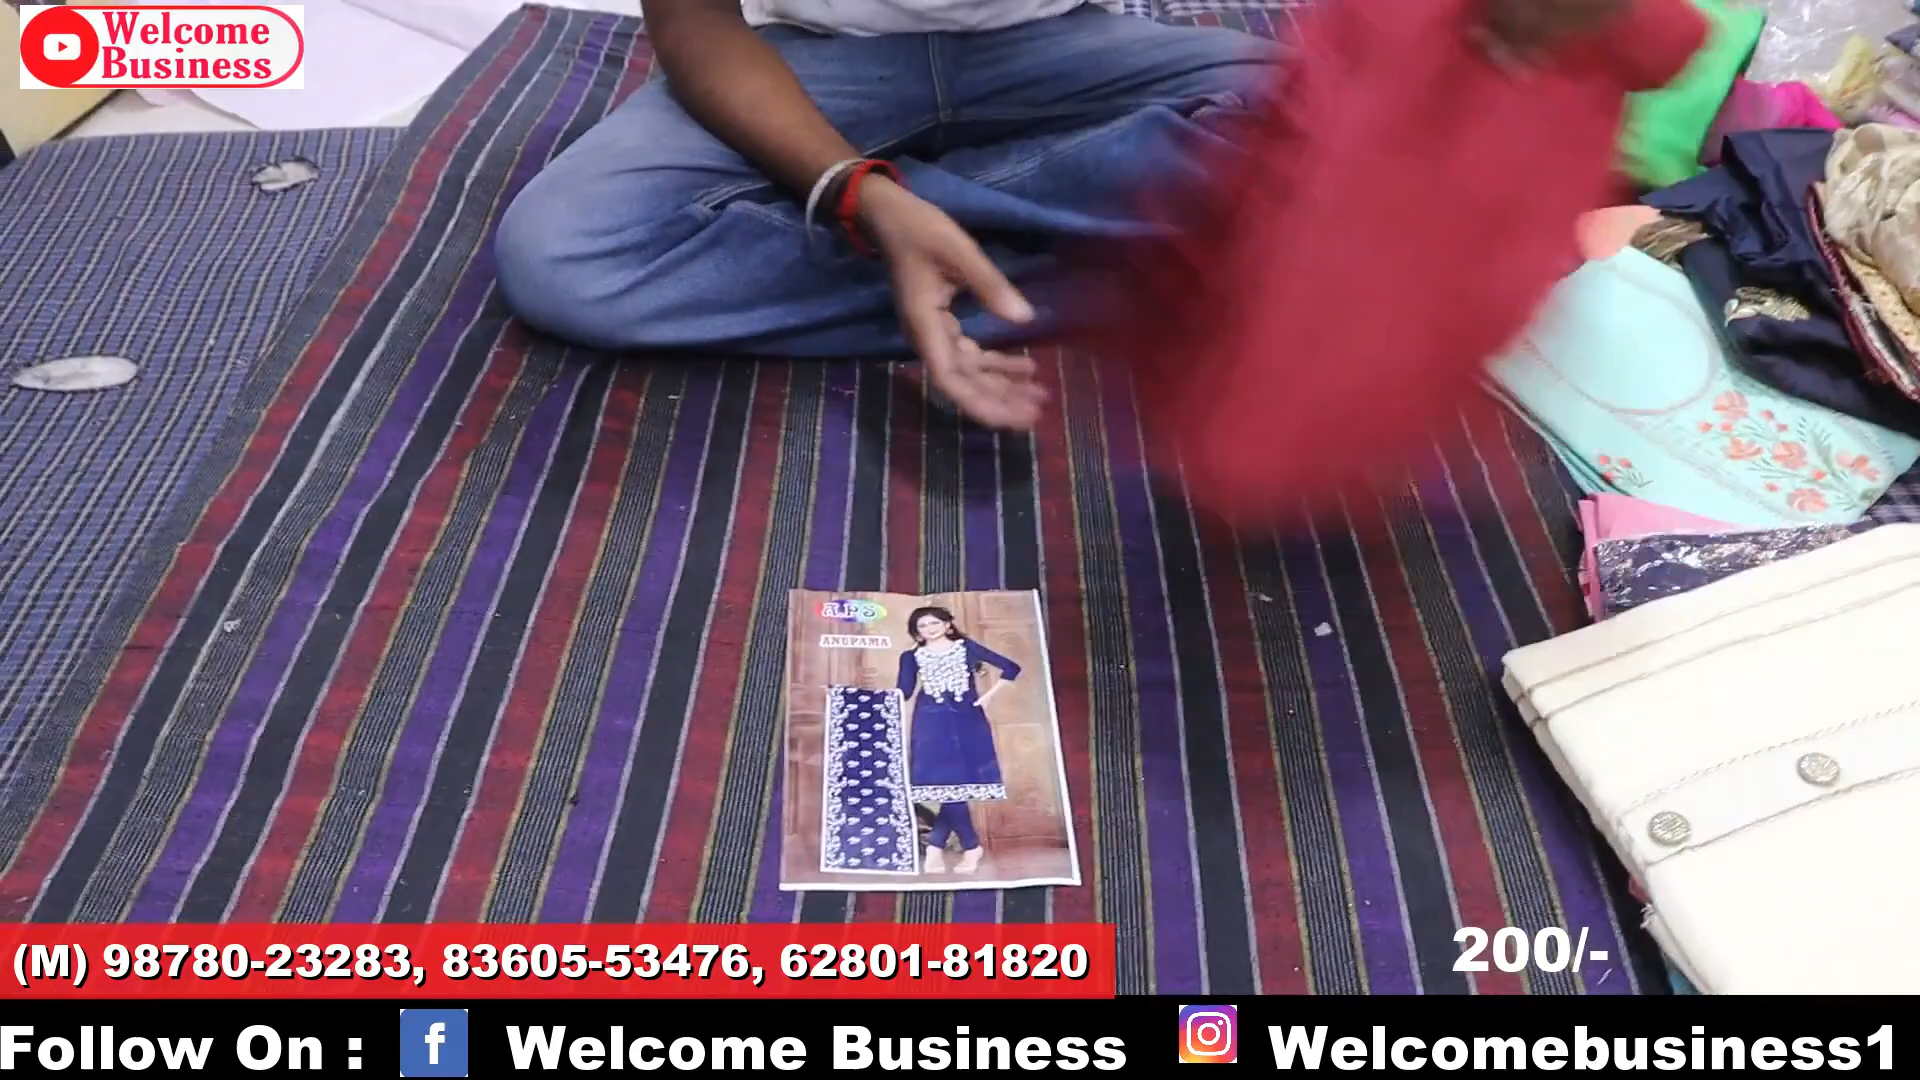 Welcome
Business
APS
ANUPAMA
(M) 98780-23283, 83605-53476, 62801-81820
200/-
Follow On :
Welcome Business
Welcomebusiness1